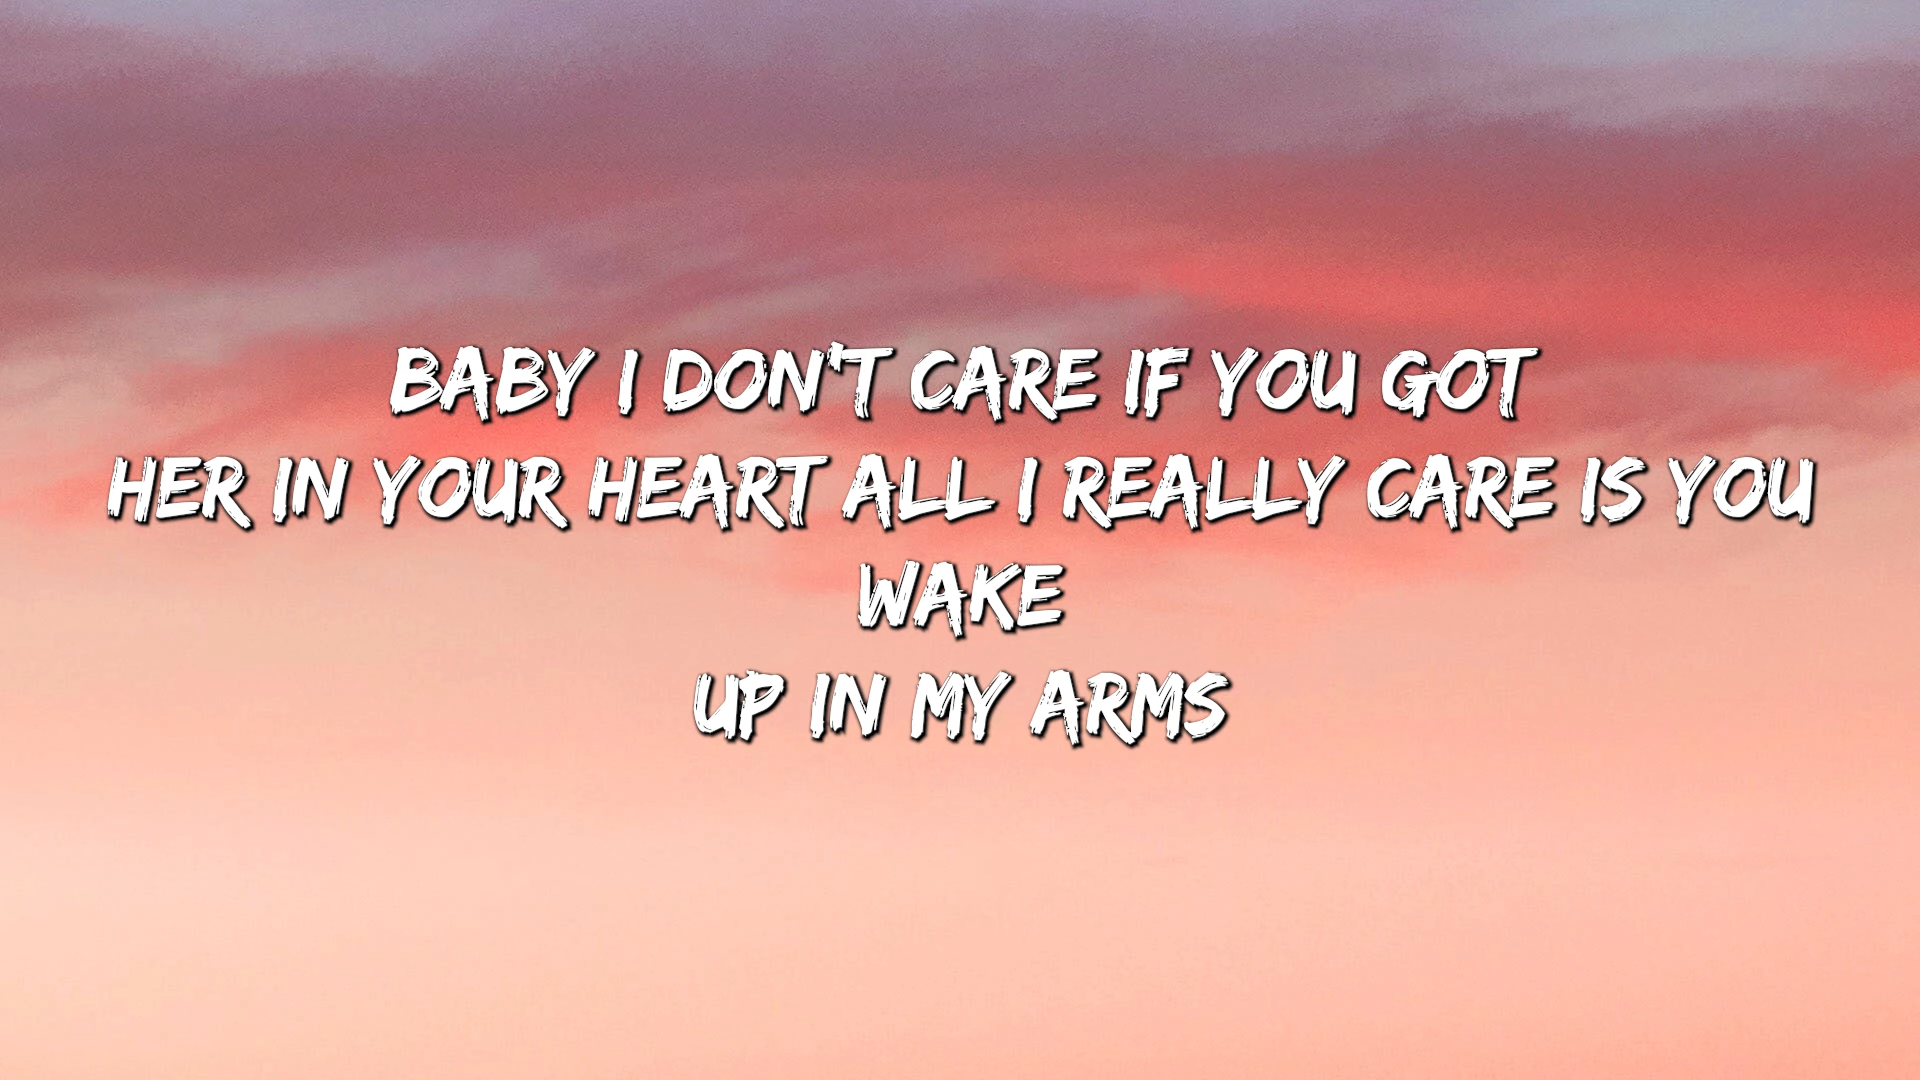 BABY I DON'T CARE IF YOU GOT
HER IN YOUR HEART ALL I REALLY CARE IS YOU
WAKE
UP IN MY ARMS